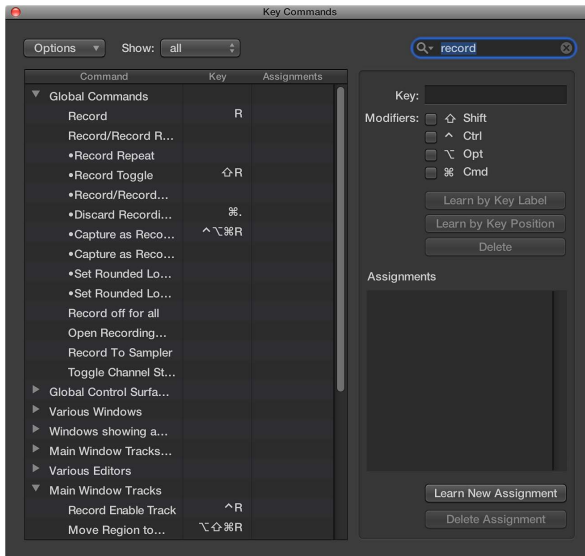 Key Commands
Options Show: all record
Command Key Assignments
Global Commands
Record R
Record/Record R...
•Record Repeat
•Record Toggle ⇧R
•Record/Record...
•Discard Recordi... ⌘.
•Capture as Reco... ⌃⌥⌘R
•Capture as Reco...
•Set Rounded Lo...
•Set Rounded Lo...
Record off for all
Open Recording...
Record To Sampler
Toggle Channel St...
Global Control Surfa...
Various Windows
Windows showing a...
Main Window Tracks...
Various Editors
Main Window Tracks
Record Enable Track ⌃R
Move Region to... ⌥⇧⌘R
Key:
Modifiers: ⇧ Shift
⌃ Ctrl
⌥ Opt
⌘ Cmd
Learn by Key Label
Learn by Key Position
Delete
Assignments
Learn New Assignment
Delete Assignment